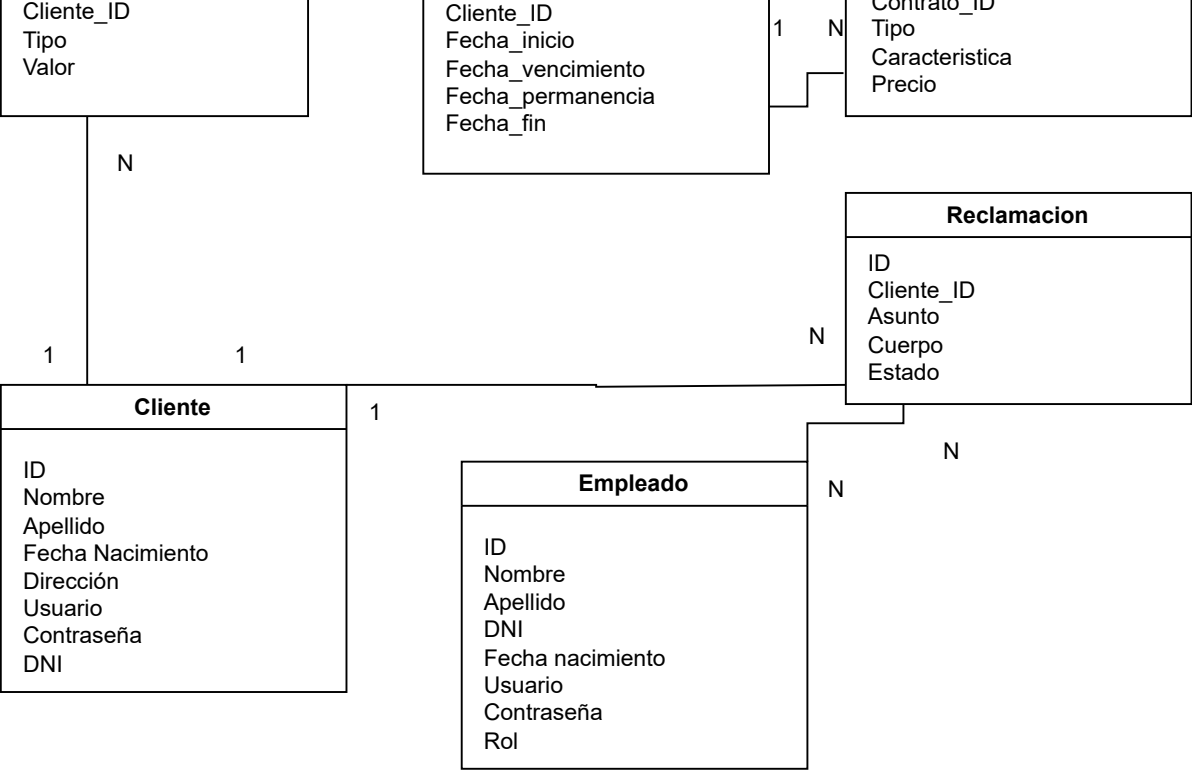 Cliente_ID
Tipo
Valor
N
1
Cliente_ID
Fecha_inicio
Fecha_vencimiento
Fecha_permanencia
Fecha_fin
1
N
Contrato_ID
Tipo
Caracteristica
Precio
Reclamacion
ID
Cliente_ID
Asunto
Cuerpo
Estado
N
1
1
Cliente
ID
Nombre
Apellido
Fecha Nacimiento
Dirección
Usuario
Contraseña
DNI
N
N
Empleado
ID
Nombre
Apellido
DNI
Fecha nacimiento
Usuario
Contraseña
Rol